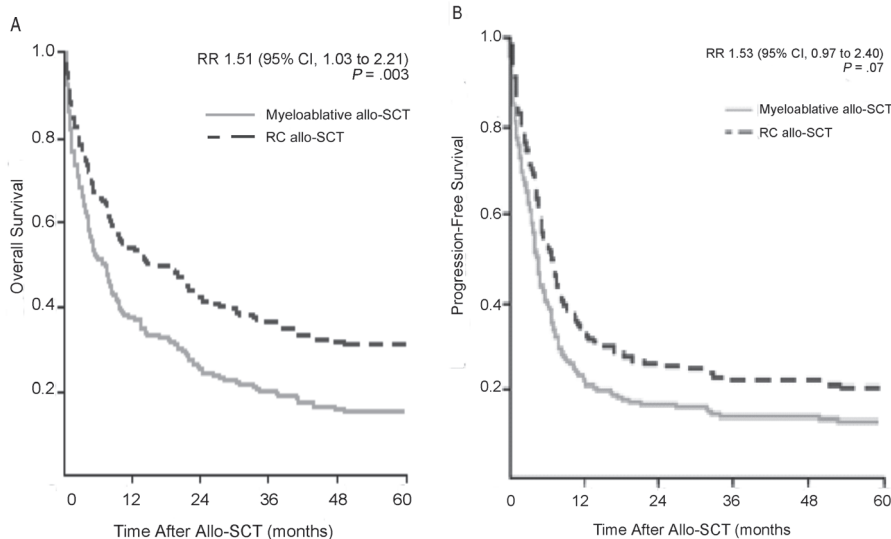 A
RR 1.51 (95% CI, 1.03 to 2.21)
P = .003
Myeloablative allo-SCT
RC allo-SCT
Overall Survival
1.0
0.8
0.6
0.4
0.2
0 12 24 36 48 60
Time After Allo-SCT (months)
B
RR 1.53 (95% CI, 0.97 to 2.40)
P = .07
Myeloablative allo-SCT
RC allo-SCT
Progression-Free Survival
1.0
0.8
0.6
0.4
0.2
0 12 24 36 48 60
Time After Allo-SCT (months